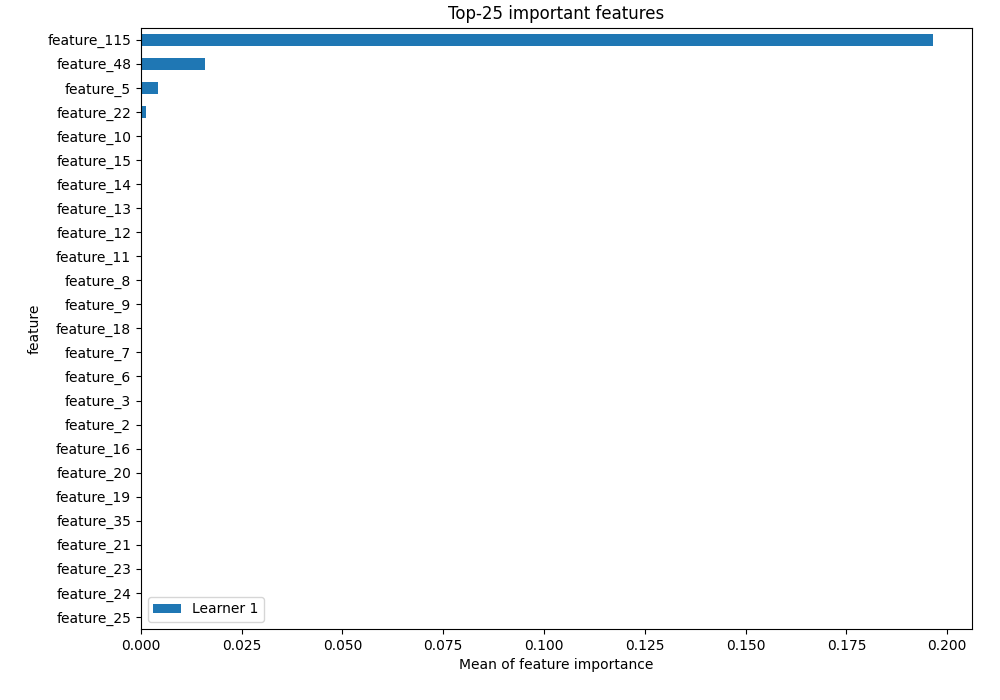 Top-25 important features
feature_115
feature_48
feature_5
feature_22
feature_10
feature_15
feature_14
feature_13
feature_12
feature_11
feature_8
feature_9
feature_18
feature_7
feature_6
feature_3
feature_2
feature_16
feature_20
feature_19
feature_35
feature_21
feature_23
feature_24
feature_25
feature
Learner 1
0.000 0.025 0.050 0.075 0.100 0.125 0.150 0.175 0.200
Mean of feature importance